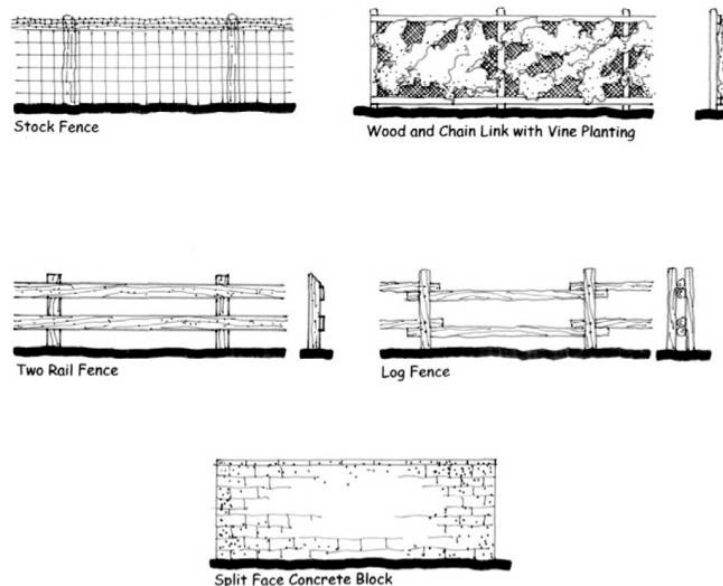 Stock Fence
Wood and Chain Link with Vine Planting
Two Rail Fence
Log Fence
Split Face Concrete Block